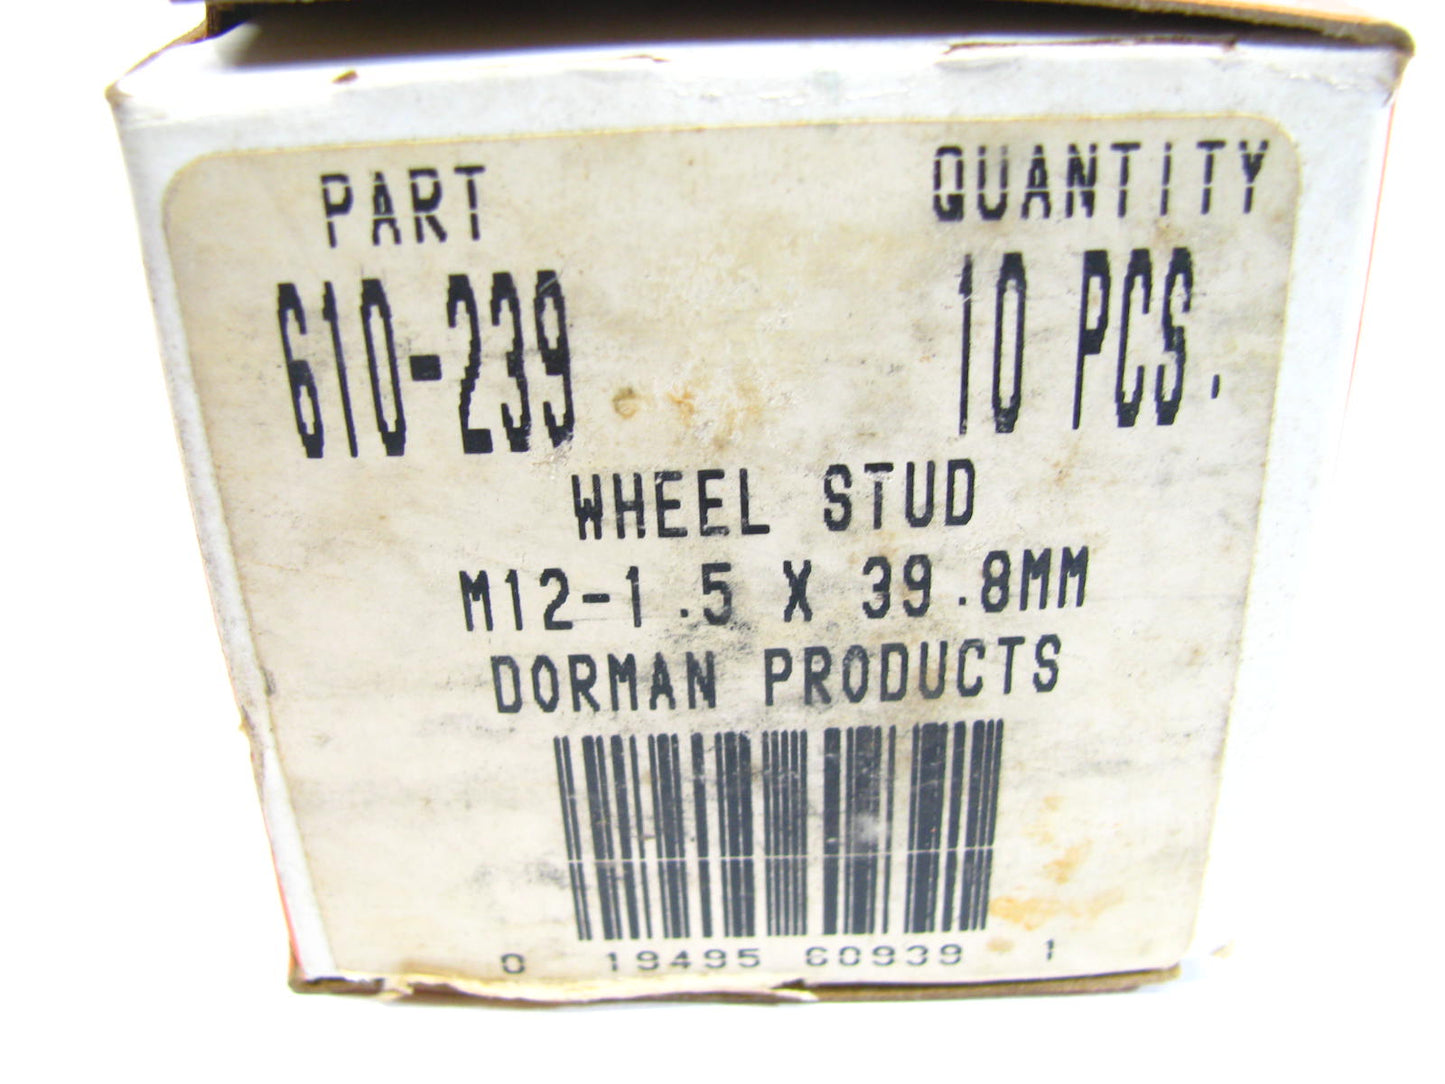 PART QUANTITY
610-239 10 PCS.
WHEEL STUD
M12-1.5 X 39.8MM
DORMAN PRODUCTS
0 19495 60939 1